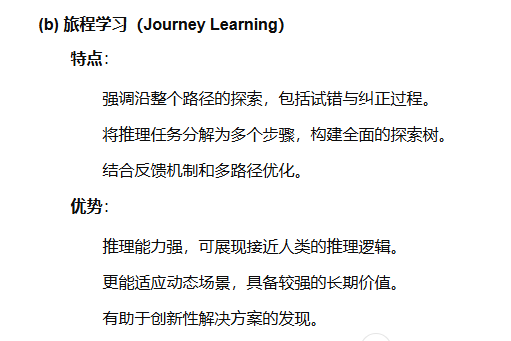 (b) 旅程学习（Journey Learning）
特点：
强调沿整个路径的探索，包括试错与纠正过程。
将推理任务分解为多个步骤，构建全面的探索树。
结合反馈机制和多路径优化。
优势：
推理能力强，可展现接近人类的推理逻辑。
更能适应动态场景，具备较强的长期价值。
有助于创新性解决方案的发现。